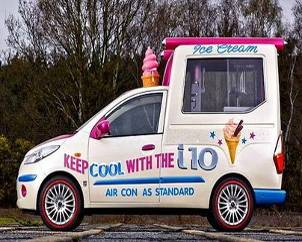 Ice Cream
KEEP COOL WITH THE i10
AIR CON AS STANDARD